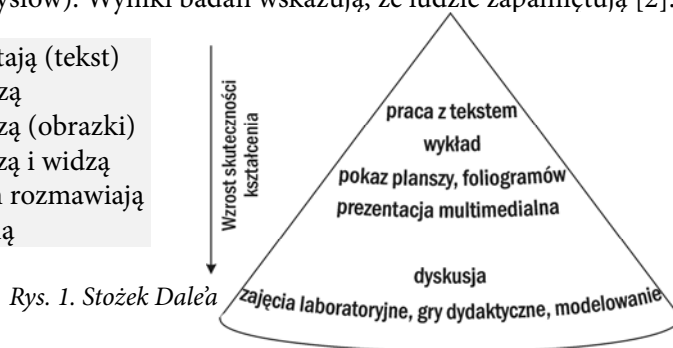 mysłów). Wyniki badań wskazują, że ludzie zapamiętują [2]:
tają (tekst)
zą
zą (obrazki)
zą i widzą
rozmawiają
ą
Wzrost skuteczności
kształcenia
praca z tekstem
wykład
pokaz planszy, foliogramów
prezentacja multimedialna
dyskusja
zajęcia laboratoryjne, gry dydaktyczne, modelowanie
Rys. 1. Stożek Dale'a